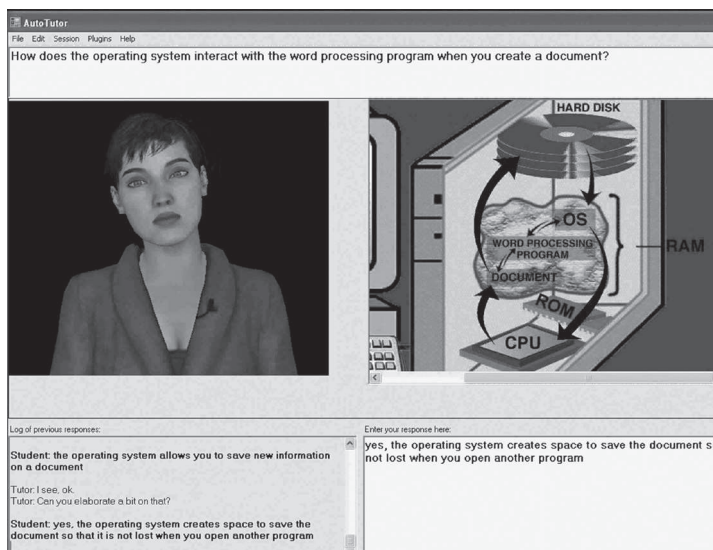 AutoTutor
File Edit Session Plugins Help
How does the operating system interact with the word processing program when you create a document?
HARD DISK
OS
WORD PROCESSING
PROGRAM
DOCUMENT
RAM
ROM
CPU
Log of previous responses:
Student: the operating system allows you to save new information
on a document
Tutor: I see, ok.
Tutor: Can you elaborate a bit on that?
Student: yes, the operating system creates space to save the
document so that it is not lost when you open another program
Enter your response here:
yes, the operating system creates space to save the document s
not lost when you open another program